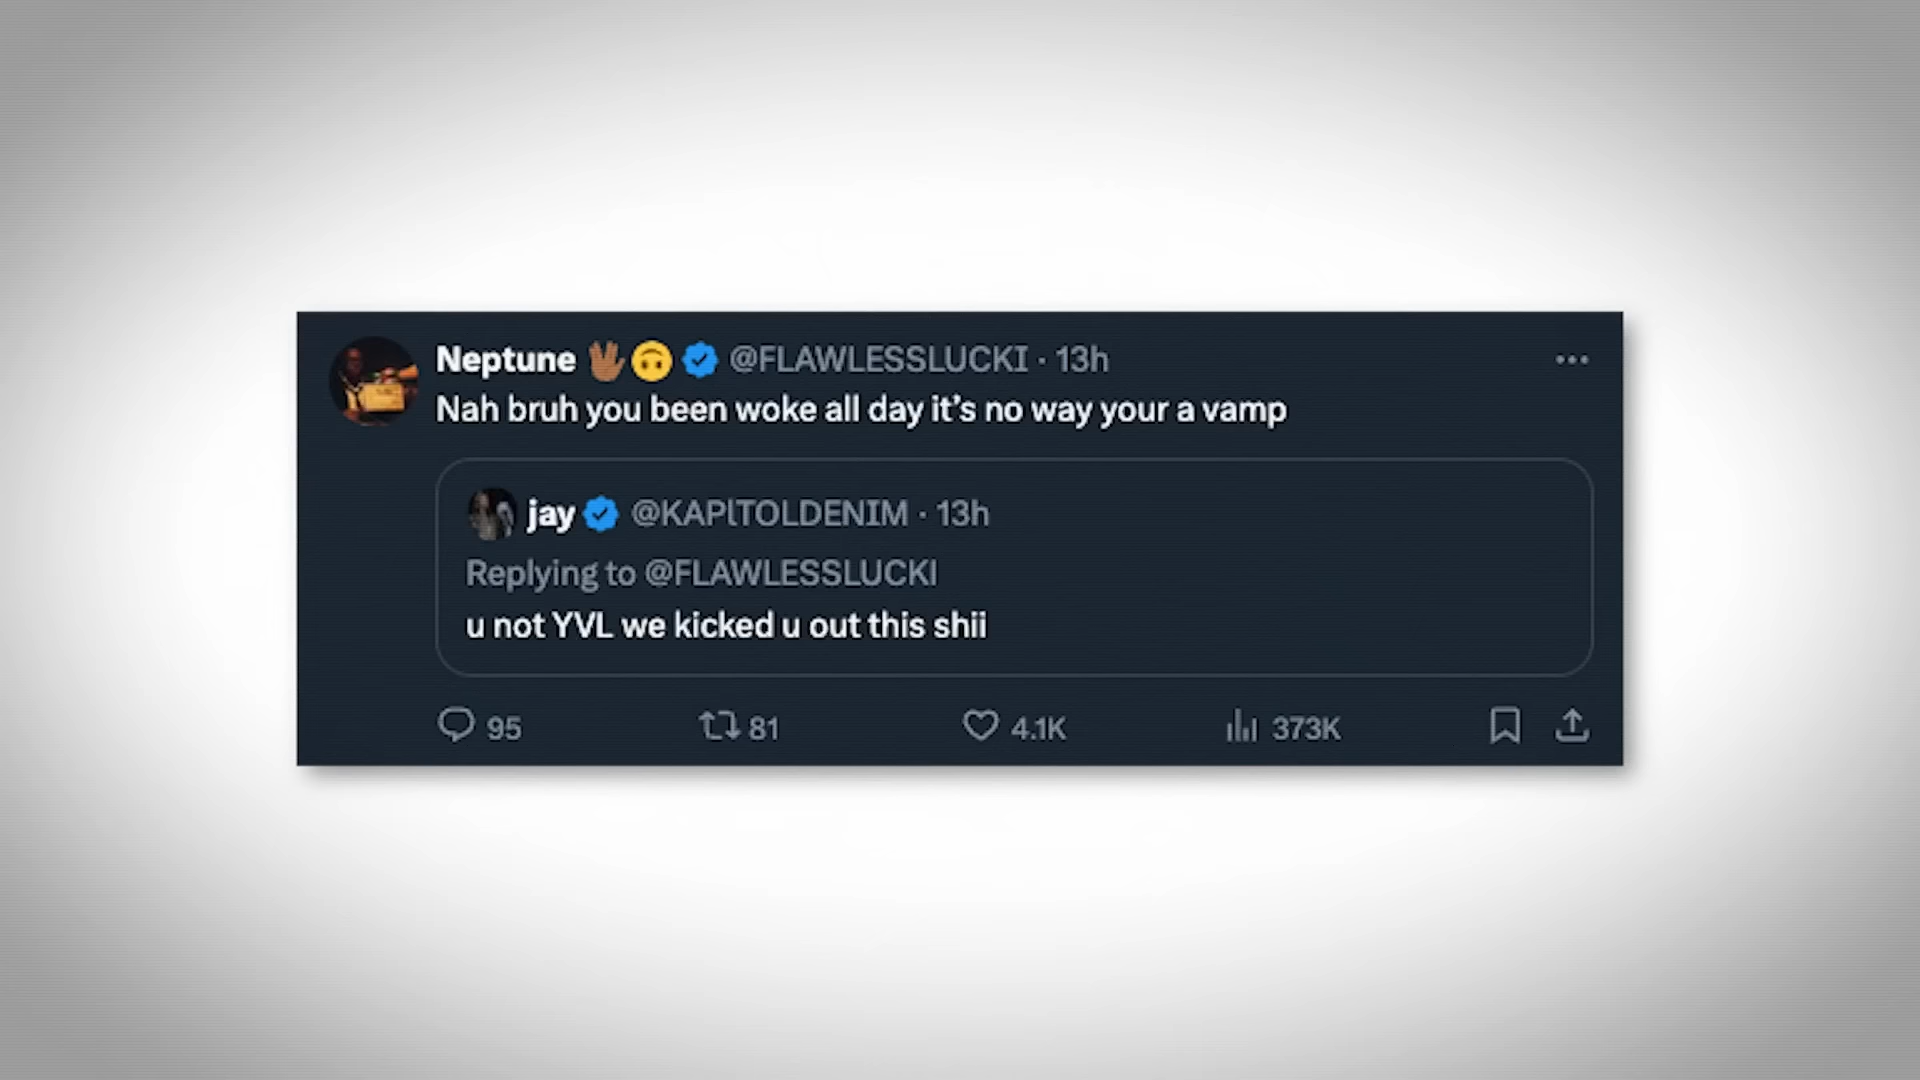 Neptune 🖖🏾🙃 @FLAWLESSLUCKI · 13h
Nah bruh you been woke all day it's no way your a vamp
jay @KAPlTOLDENIM · 13h
Replying to @FLAWLESSLUCKI
u not YVL we kicked u out this shii
95 81 4.1K 373K